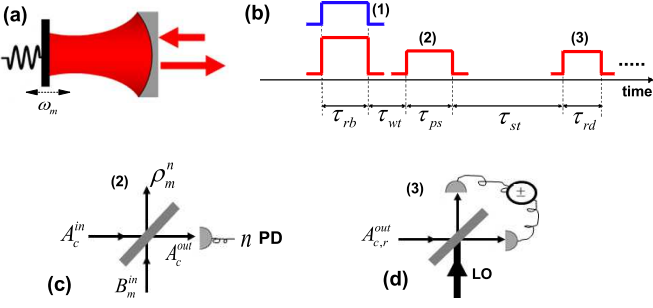 (a)
ω_m
(b)
(1)
(2)
(3)
.....
time
τ_rb τ_wt τ_ps τ_st τ_rd
(2)
ρ_m^n
A_c^in
A_c^out
n PD
B_m^in
(c)
(3)
±
A_{c,r}^out
LO
(d)